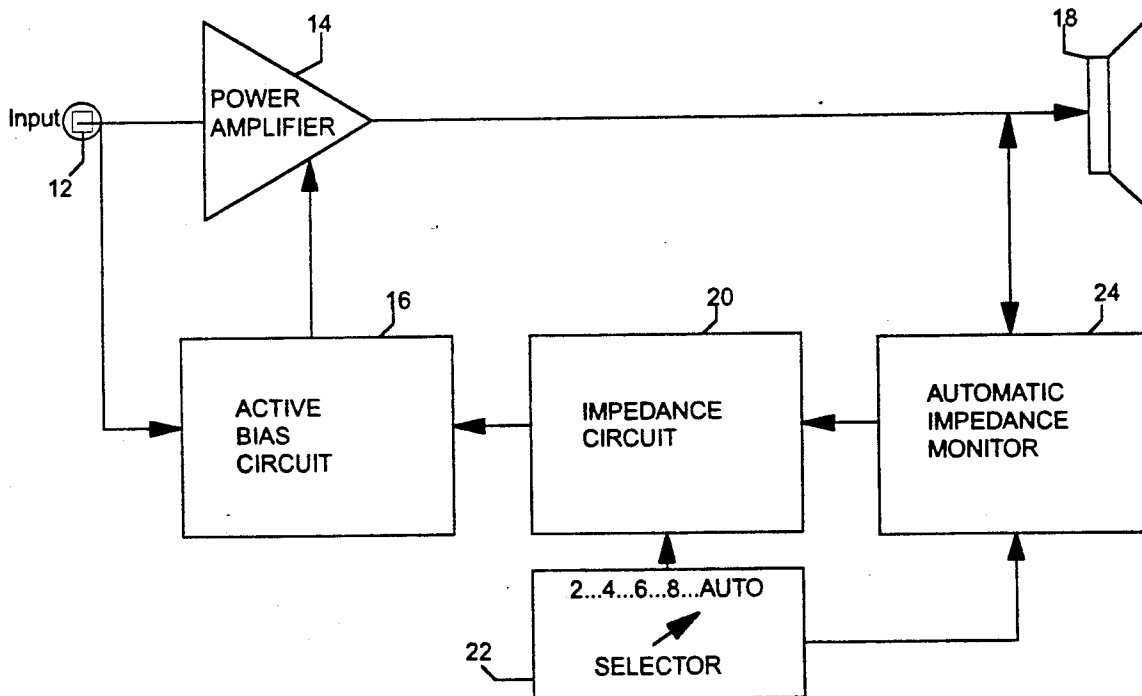 14
18
POWER
AMPLIFIER
Input
12
16
20
24
ACTIVE
BIAS
CIRCUIT
IMPEDANCE
CIRCUIT
AUTOMATIC
IMPEDANCE
MONITOR
2...4...6...8...AUTO
SELECTOR
22